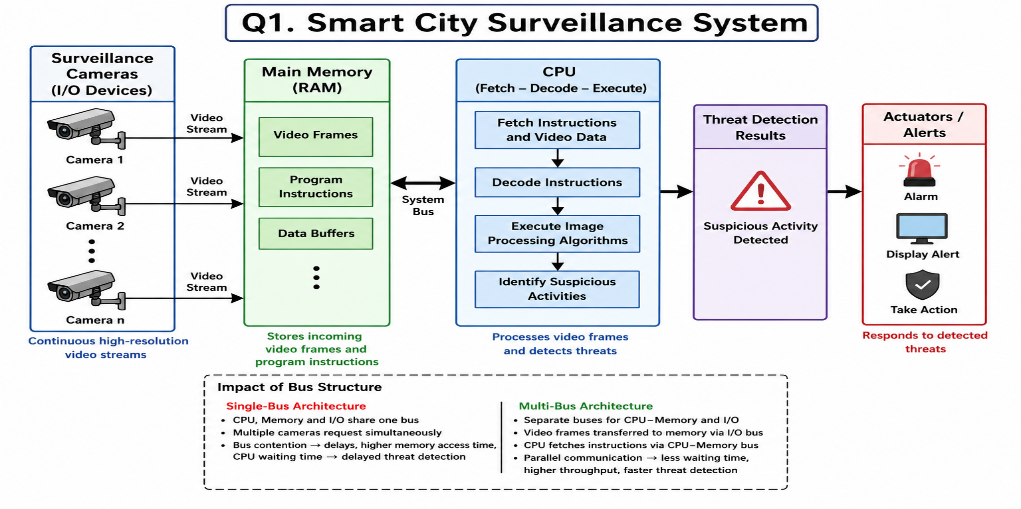 Q1. Smart City Surveillance System
Surveillance
Cameras
(I/O Devices)
Camera 1
Camera 2
Camera n
Continuous high-resolution
video streams
Video
Stream
Video
Stream
Video
Stream
Main Memory
(RAM)
Video Frames
Program
Instructions
Data Buffers
Stores incoming
video frames and
program instructions
System
Bus
CPU
(Fetch – Decode – Execute)
Fetch Instructions
and Video Data
Decode Instructions
Execute Image
Processing Algorithms
Identify Suspicious
Activities
Processes video frames
and detects threats
Threat Detection
Results
Suspicious Activity
Detected
Actuators /
Alerts
Alarm
Display Alert
Take Action
Responds to detected
threats
Impact of Bus Structure
Single-Bus Architecture
• CPU, Memory and I/O share one bus
• Multiple cameras request simultaneously
• Bus contention → delays, higher memory access time,
CPU waiting time → delayed threat detection
Multi-Bus Architecture
• Separate buses for CPU–Memory and I/O
• Video frames transferred to memory via I/O bus
• CPU fetches instructions via CPU–Memory bus
• Parallel communication → less waiting time,
higher throughput, faster threat detection